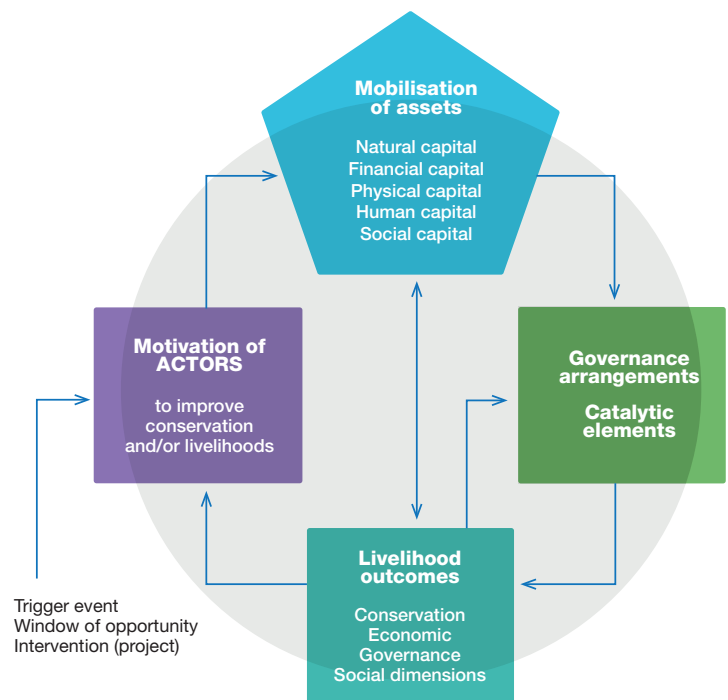 Mobilisation
of assets
Natural capital
Financial capital
Physical capital
Human capital
Social capital
Motivation of
ACTORS
to improve
conservation
and/or livelihoods
Governance
arrangements
Catalytic
elements
Livelihood
outcomes
Conservation
Economic
Governance
Social dimensions
Trigger event
Window of opportunity
Intervention (project)